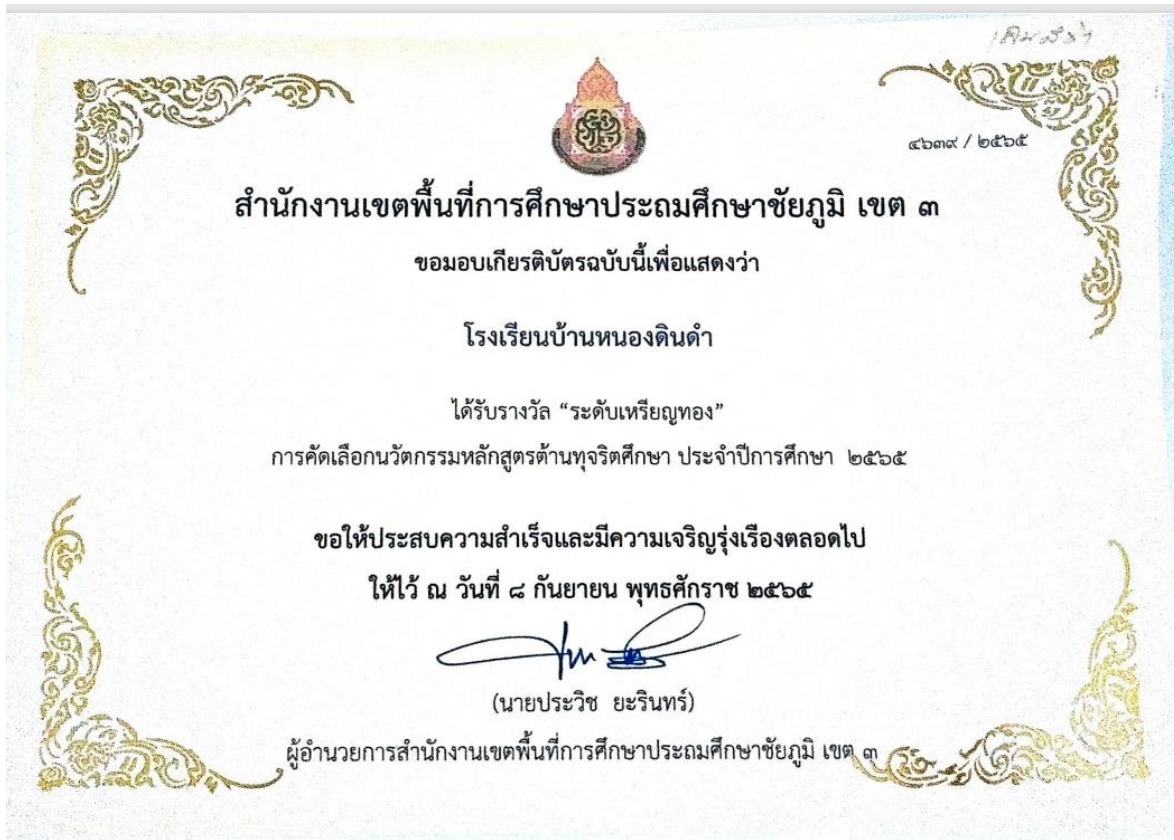 ๔๖๓๙ / ๒๕๖๕
สำนักงานเขตพื้นที่การศึกษาประถมศึกษาชัยภูมิ เขต ๓
ขอมอบเกียรติบัตรฉบับนี้เพื่อแสดงว่า
โรงเรียนบ้านหนองดินดำ
ได้รับรางวัล “ระดับเหรียญทอง”
การคัดเลือกนวัตกรรมหลักสูตรต้านทุจริตศึกษา ประจำปีการศึกษา ๒๕๖๕
ขอให้ประสบความสำเร็จและมีความเจริญรุ่งเรืองตลอดไป
ให้ไว้ ณ วันที่ ๘ กันยายน พุทธศักราช ๒๕๖๕
(นายประวิช ยะรินทร์)
ผู้อำนวยการสำนักงานเขตพื้นที่การศึกษาประถมศึกษาชัยภูมิ เขต ๓